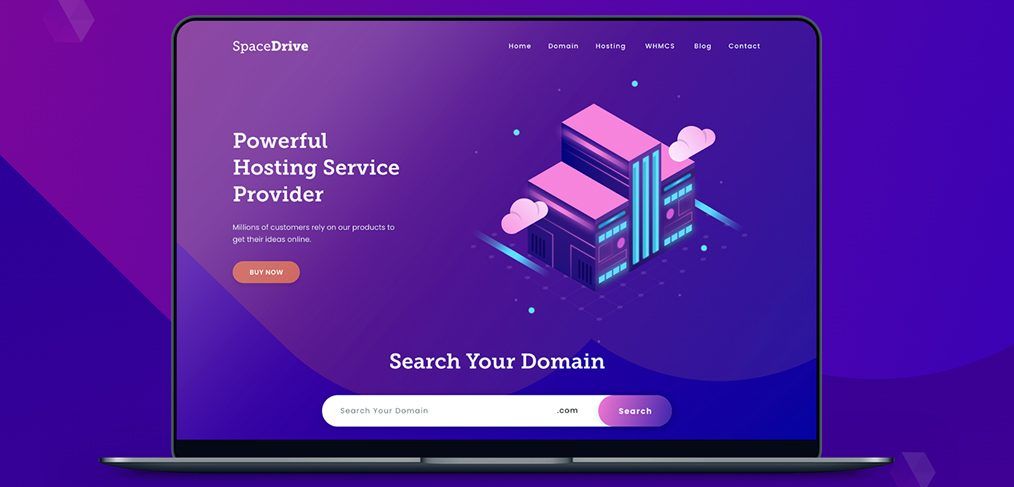 SpaceDrive
Home Domain Hosting WHMCS Blog Contact
Powerful
Hosting Service
Provider
Millions of customers rely on our products to
get their ideas online.
BUY NOW
Search Your Domain
Search Your Domain .com Search